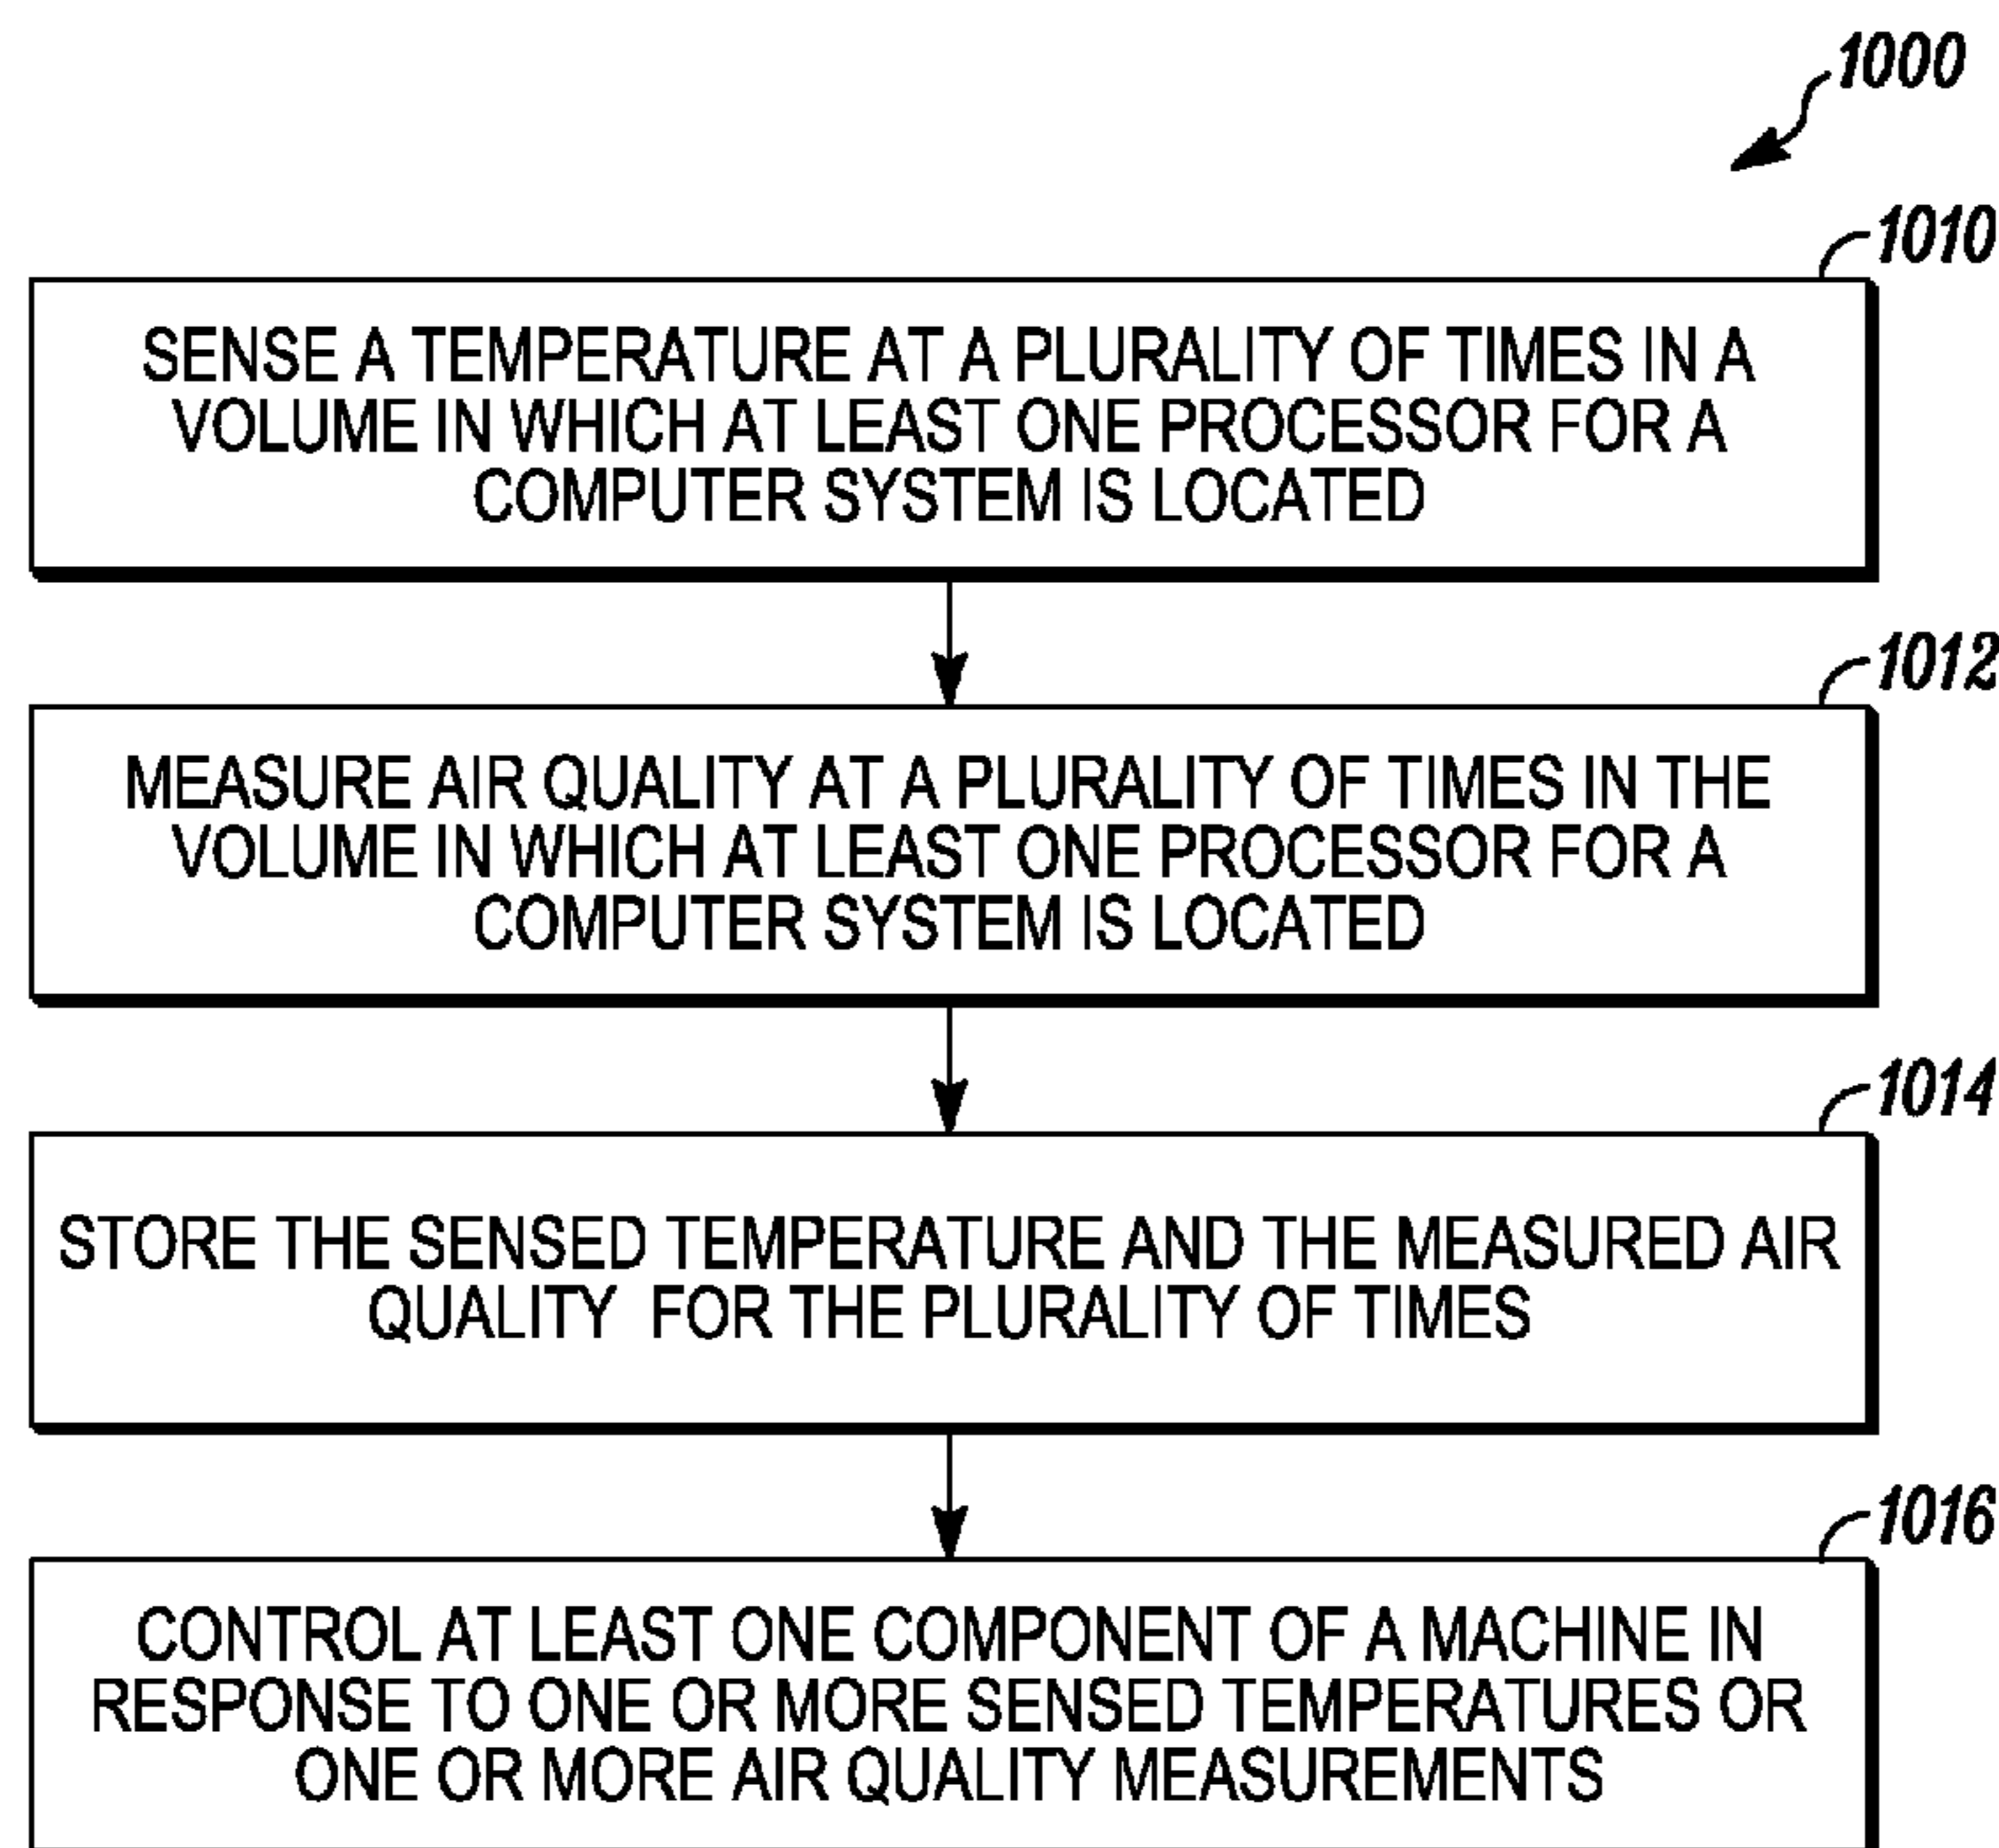 1000
1010
SENSE A TEMPERATURE AT A PLURALITY OF TIMES IN A
VOLUME IN WHICH AT LEAST ONE PROCESSOR FOR A
COMPUTER SYSTEM IS LOCATED
1012
MEASURE AIR QUALITY AT A PLURALITY OF TIMES IN THE
VOLUME IN WHICH AT LEAST ONE PROCESSOR FOR A
COMPUTER SYSTEM IS LOCATED
1014
STORE THE SENSED TEMPERATURE AND THE MEASURED AIR
QUALITY FOR THE PLURALITY OF TIMES
1016
CONTROL AT LEAST ONE COMPONENT OF A MACHINE IN
RESPONSE TO ONE OR MORE SENSED TEMPERATURES OR
ONE OR MORE AIR QUALITY MEASUREMENTS